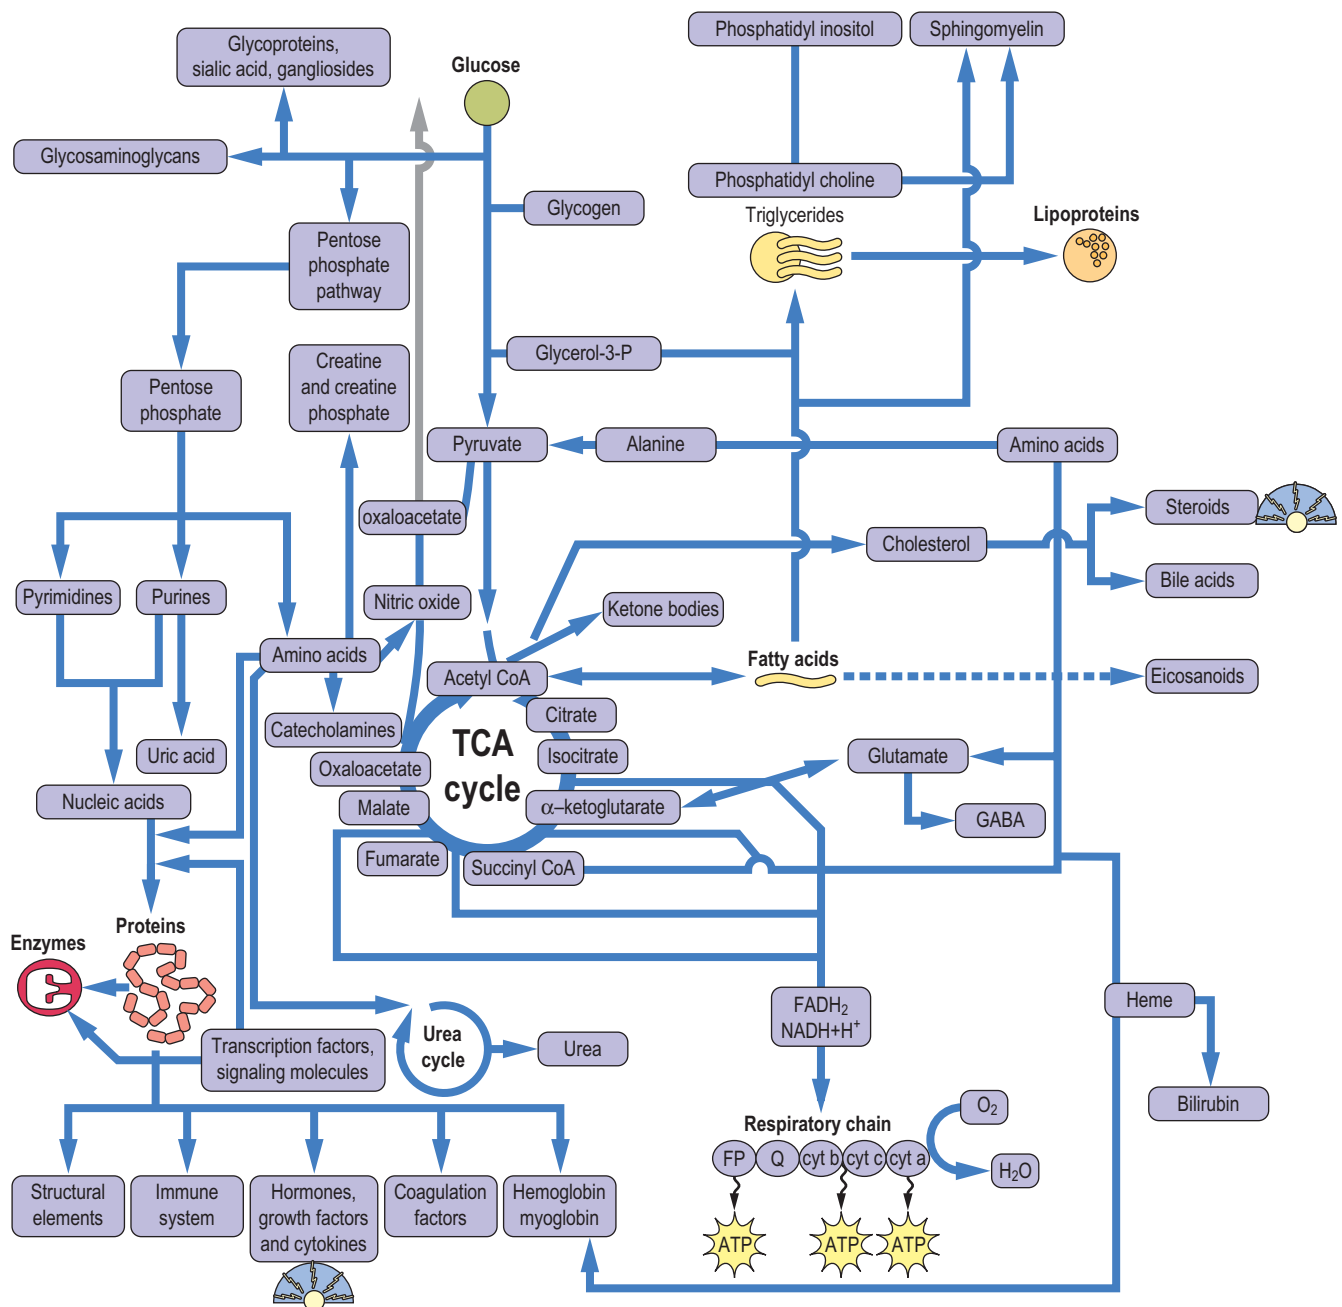 Glycoproteins,
sialic acid, gangliosides
Glucose
Phosphatidyl inositol
Sphingomyelin
Glycosaminoglycans
Phosphatidyl choline
Glycogen
Triglycerides
Lipoproteins
Pentose
phosphate
pathway
Glycerol-3-P
Creatine
and creatine
phosphate
Pentose
phosphate
Pyruvate
Alanine
Amino acids
oxaloacetate
Steroids
Cholesterol
Bile acids
Pyrimidines
Purines
Nitric oxide
Ketone bodies
Amino acids
Acetyl CoA
Fatty acids
Eicosanoids
Catecholamines
Citrate
TCA
cycle
Uric acid
Oxaloacetate
Isocitrate
Glutamate
Nucleic acids
Malate
α–ketoglutarate
GABA
Fumarate
Succinyl CoA
Proteins
Enzymes
FADH₂
NADH+H⁺
Heme
Transcription factors,
signaling molecules
Urea
cycle
Urea
Bilirubin
O₂
Respiratory chain
FP
Q
cyt b
cyt c
cyt a
H₂O
Structural
elements
Immune
system
Hormones,
growth factors
and cytokines
Coagulation
factors
Hemoglobin
myoglobin
ATP
ATP
ATP